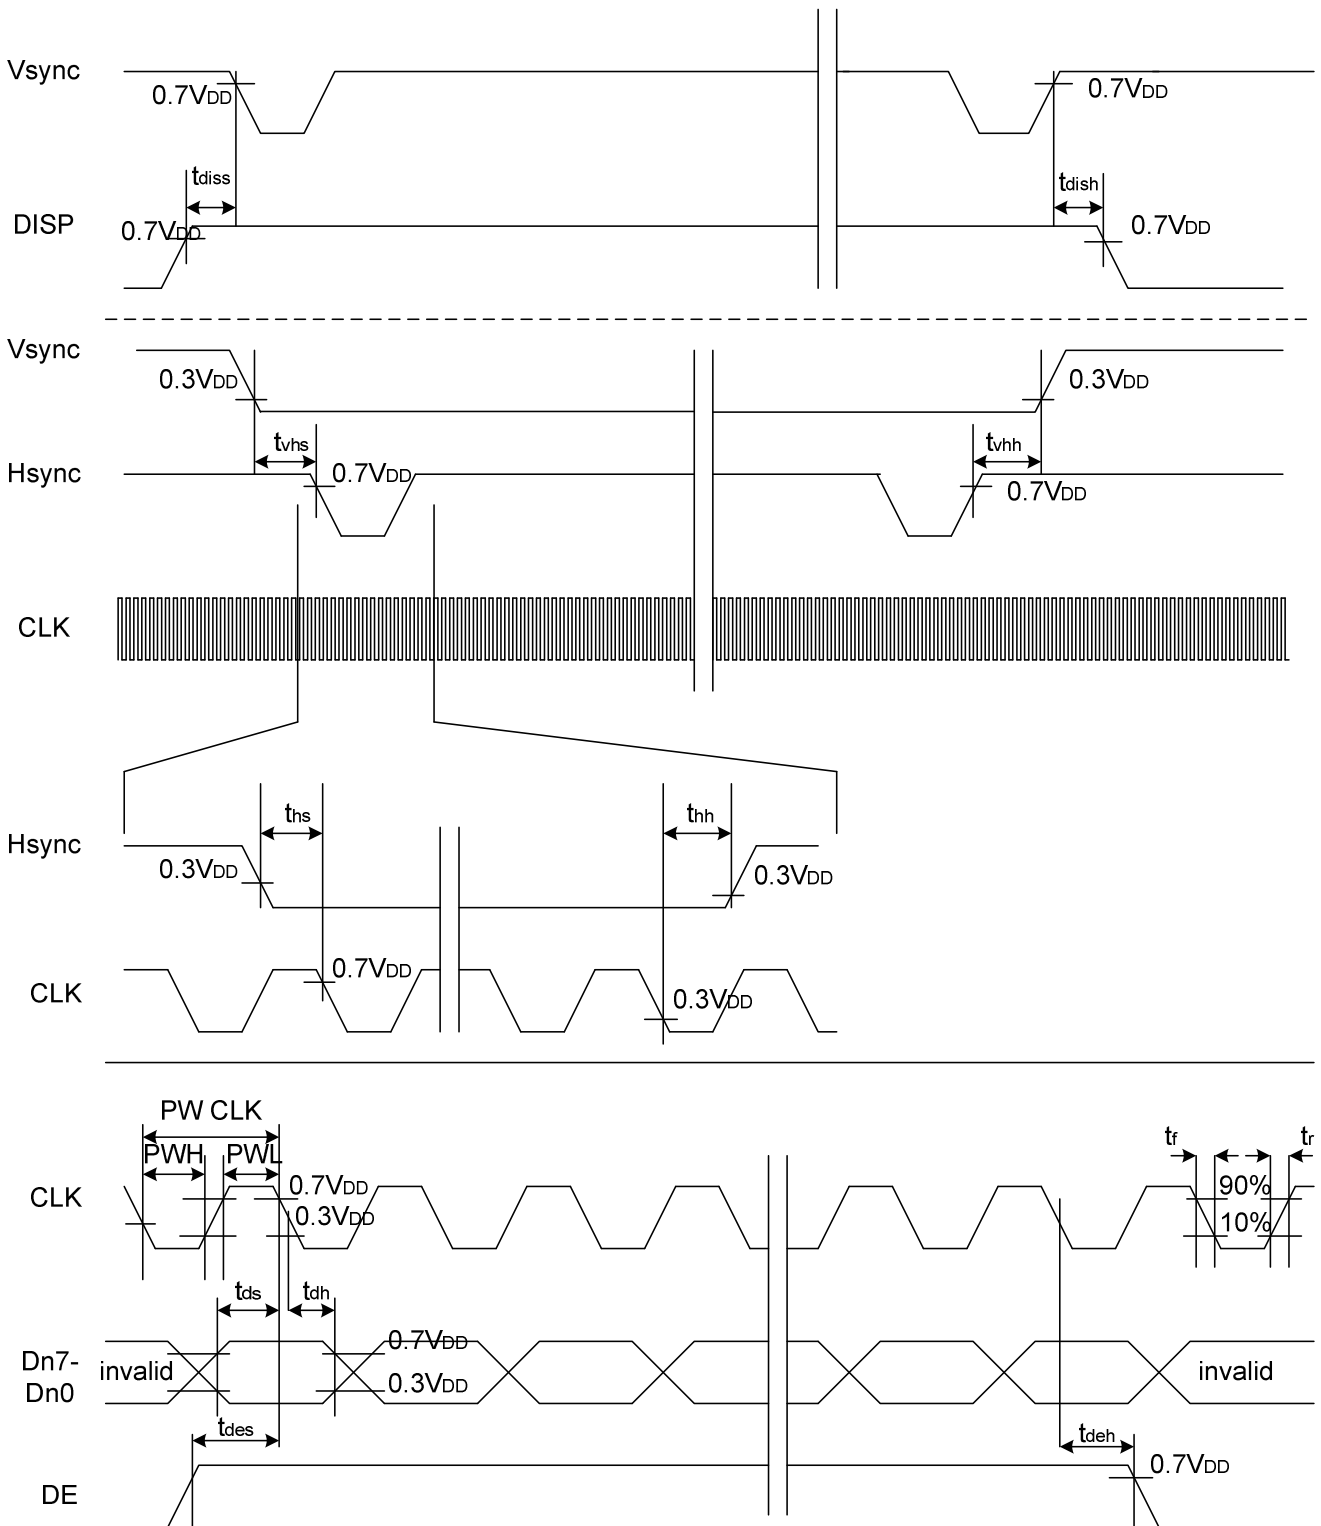 Vsync
0.7VDD
0.7VDD
tdiss
tdish
DISP
0.7VDD
0.7VDD
Vsync
0.3VDD
0.3VDD
tvhs
tvhh
Hsync
0.7VDD
0.7VDD
CLK
ths
thh
Hsync
0.3VDD
0.3VDD
CLK
0.7VDD
0.3VDD
PW CLK
PWH
PWL
tf
tr
CLK
0.7VDD
90%
0.3VDD
10%
tds
tdh
0.7VDD
Dn7-
Dn0
invalid
invalid
0.3VDD
tdes
tdeh
0.7VDD
DE